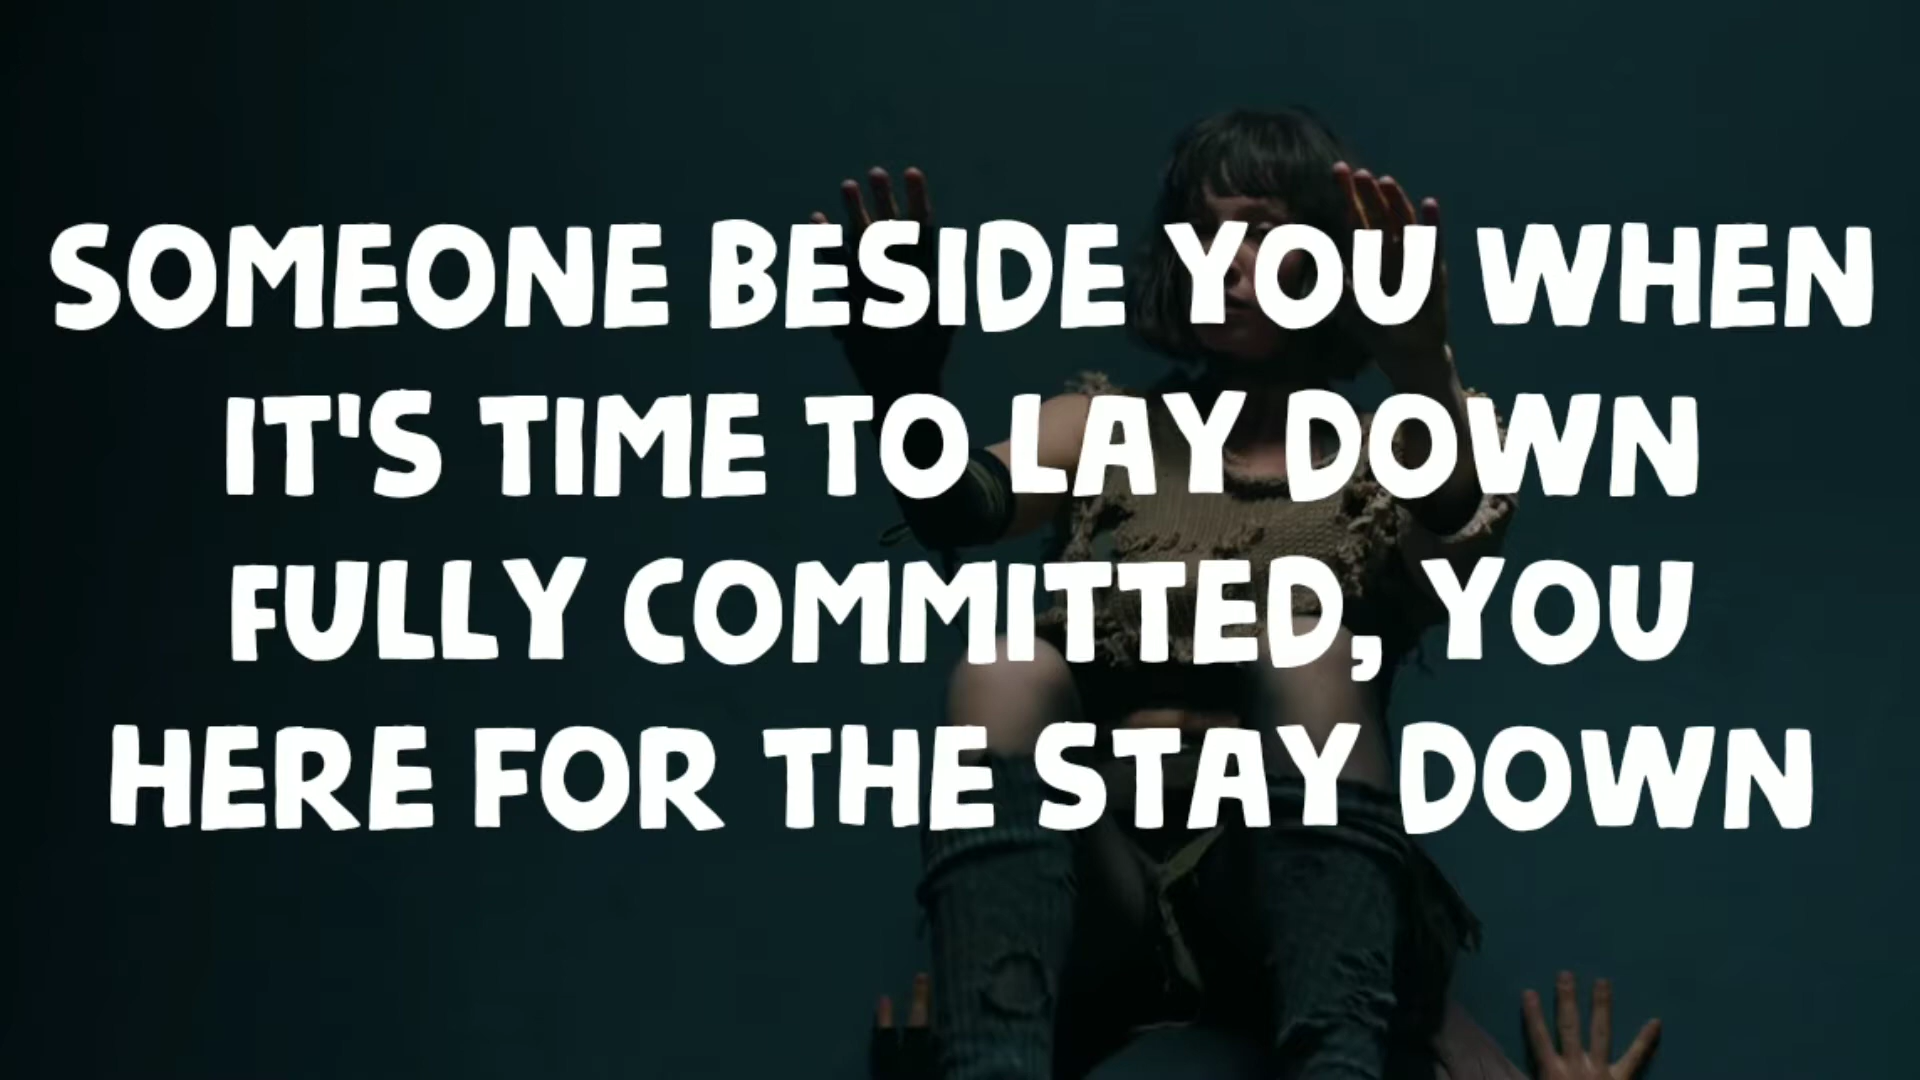 SOMEONE BESIDE YOU WHEN
IT'S TIME TO LAY DOWN
FULLY COMMITTED, YOU
HERE FOR THE STAY DOWN